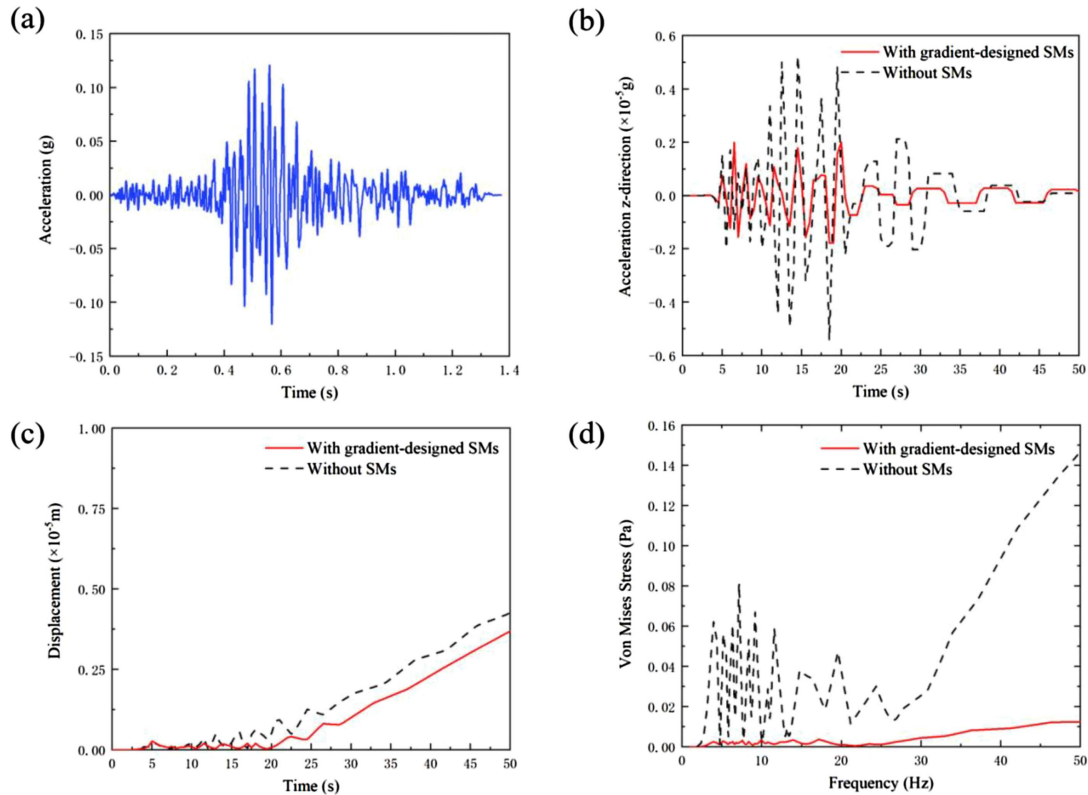 (a)
0.15
0.10
0.05
0.00
−0.05
−0.10
−0.15
Acceleration (g)
0.0 0.2 0.4 0.6 0.8 1.0 1.2 1.4
Time (s)
(b)
0.6
0.4
0.2
0.0
−0.2
−0.4
−0.6
Acceleration z-direction (×10⁻⁵g)
With gradient-designed SMs
Without SMs
0 5 10 15 20 25 30 35 40 45 50
Time (s)
(c)
1.00
0.75
0.50
0.25
0.00
Displacement (×10⁻⁵m)
With gradient-designed SMs
Without SMs
0 5 10 15 20 25 30 35 40 45 50
Time (s)
(d)
0.16
0.14
0.12
0.10
0.08
0.06
0.04
0.02
0.00
Von Mises Stress (Pa)
With gradient-designed SMs
Without SMs
0 10 20 30 40 50
Frequency (Hz)